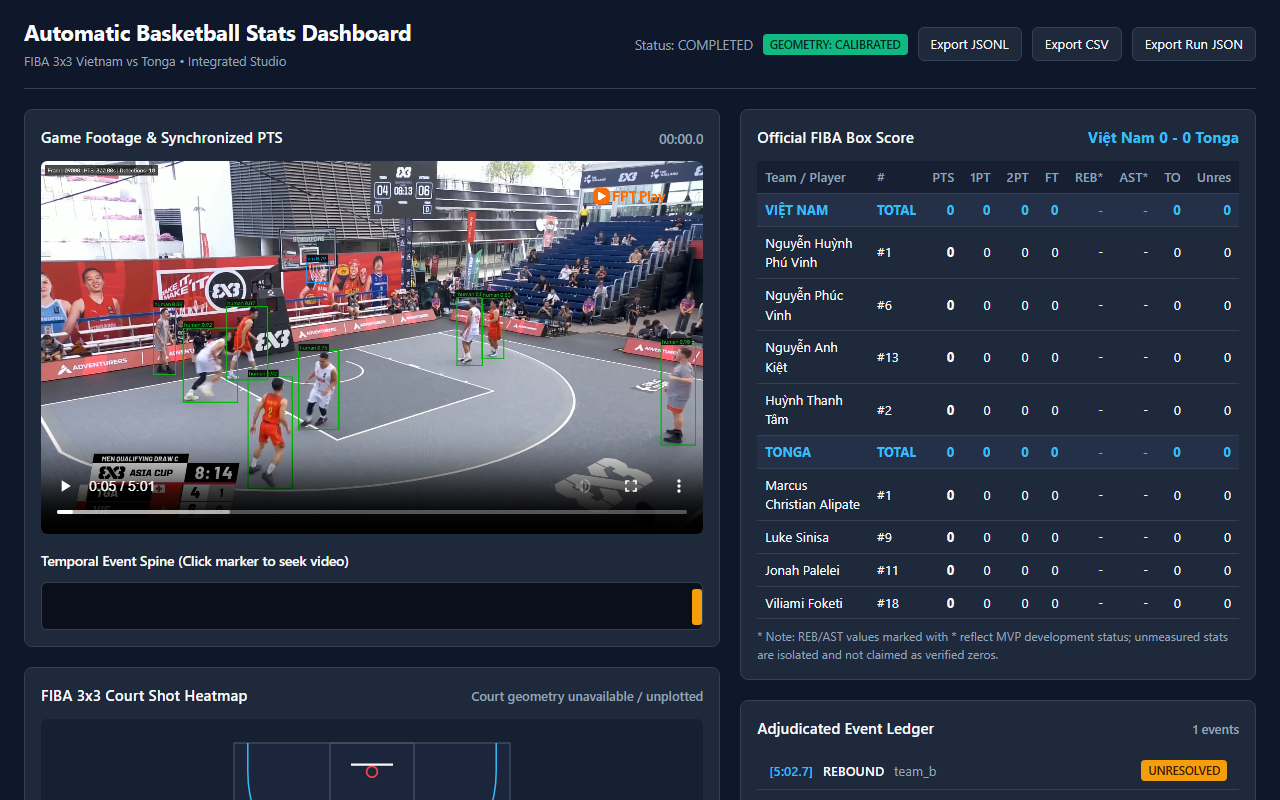 Automatic Basketball Stats Dashboard
FIBA 3x3 Vietnam vs Tonga • Integrated Studio
Status: COMPLETED
GEOMETRY: CALIBRATED
Export JSONL
Export CSV
Export Run JSON
Game Footage & Synchronized PTS
00:00.0
04 08:13 06
FPT Play
SINGAPORE
ADVENTURERS
MEN QUALIFYING DRAW C
ASIA CUP 8:14
TGA 4 1
0:05 / 5:01
Temporal Event Spine (Click marker to seek video)
FIBA 3x3 Court Shot Heatmap
Court geometry unavailable / unplotted
Official FIBA Box Score
Việt Nam 0 - 0 Tonga
Team / Player # PTS 1PT 2PT FT REB* AST* TO Unres
VIỆT NAM TOTAL 0 0 0 0 - - 0 0
Nguyễn Huỳnh
Phú Vinh #1 0 0 0 0 - - 0 0
Nguyễn Phúc
Vinh #6 0 0 0 0 - - 0 0
Nguyễn Anh
Kiệt #13 0 0 0 0 - - 0 0
Huỳnh Thanh
Tâm #2 0 0 0 0 - - 0 0
TONGA TOTAL 0 0 0 0 - - 0 0
Marcus
Christian Alipate #1 0 0 0 0 - - 0 0
Luke Sinisa #9 0 0 0 0 - - 0 0
Jonah Palelei #11 0 0 0 0 - - 0 0
Viliami Foketi #18 0 0 0 0 - - 0 0
* Note: REB/AST values marked with * reflect MVP development status; unmeasured stats
are isolated and not claimed as verified zeros.
Adjudicated Event Ledger
1 events
[5:02.7] REBOUND team_b
UNRESOLVED